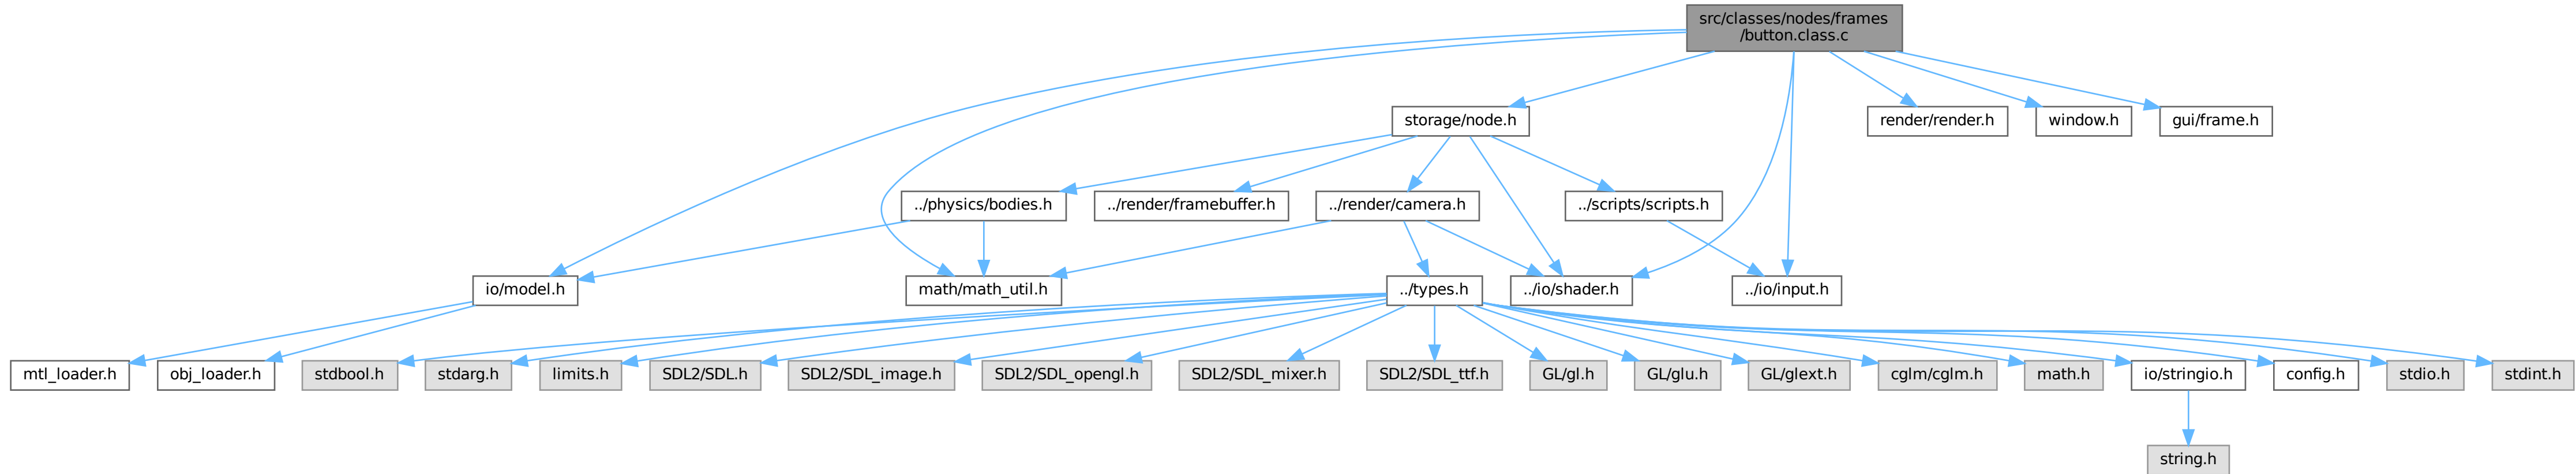 src/classes/nodes/frames
/button.class.c
storage/node.h
render/render.h
window.h
gui/frame.h
../physics/bodies.h
../render/framebuffer.h
../render/camera.h
../scripts/scripts.h
io/model.h
math/math_util.h
../types.h
../io/shader.h
../io/input.h
mtl_loader.h
obj_loader.h
stdbool.h
stdarg.h
limits.h
SDL2/SDL.h
SDL2/SDL_image.h
SDL2/SDL_opengl.h
SDL2/SDL_mixer.h
SDL2/SDL_ttf.h
GL/gl.h
GL/glu.h
GL/glext.h
cglm/cglm.h
math.h
io/stringio.h
config.h
stdio.h
stdint.h
string.h